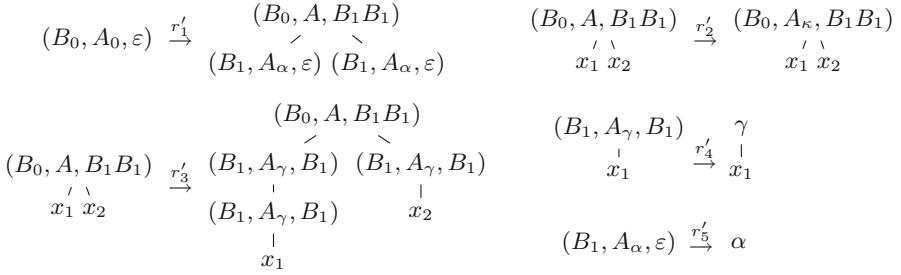 (B₀, A₀, ε) →^{r′₁} (B₀, A, B₁B₁)
(B₁, A_α, ε) (B₁, A_α, ε)
(B₀, A, B₁B₁) →^{r′₂} (B₀, A_κ, B₁B₁)
x₁ x₂ x₁ x₂
(B₀, A, B₁B₁) →^{r′₃} (B₀, A, B₁B₁)
x₁ x₂ (B₁, A_γ, B₁) (B₁, A_γ, B₁)
(B₁, A_γ, B₁) x₂
x₁
(B₁, A_γ, B₁) →^{r′₄} γ
x₁ x₁
(B₁, A_α, ε) →^{r′₅} α